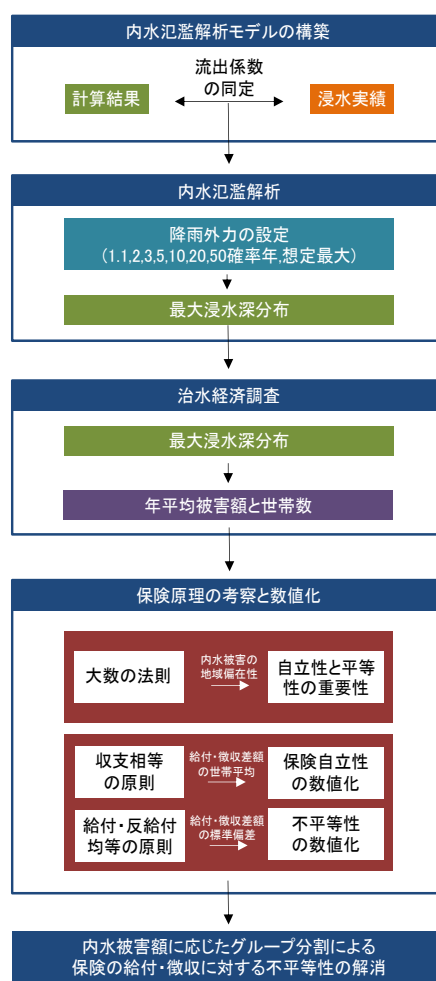 内水氾濫解析モデルの構築
流出係数
の同定
計算結果
浸水実績
内水氾濫解析
降雨外力の設定
(1.1,2,3,5,10,20,50確率年,想定最大)
最大浸水深分布
治水経済調査
最大浸水深分布
年平均被害額と世帯数
保険原理の考察と数値化
大数の法則
内水被害の
地域偏在性
自立性と平等
性の重要性
収支相等
の原則
給付・徴収差額
の世帯平均
保険自立性
の数値化
給付・反給付
均等の原則
給付・徴収差額
の標準偏差
不平等性
の数値化
内水被害額に応じたグループ分割による
保険の給付・徴収に対する不平等性の解消